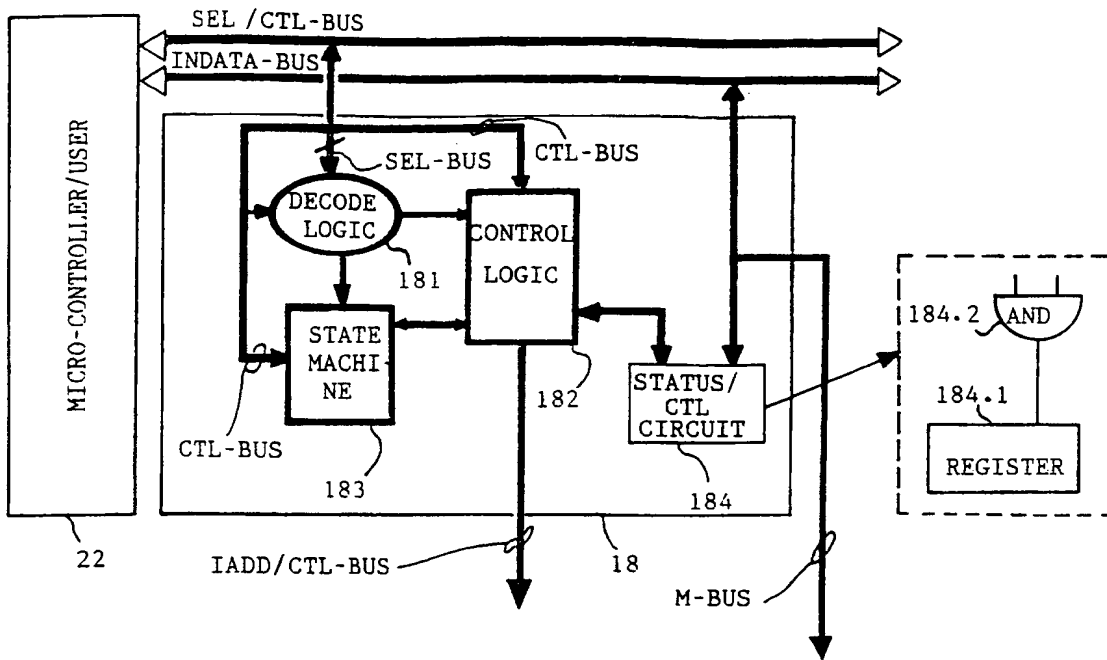 SEL /CTL-BUS
INDATA-BUS
MICRO-CONTROLLER/USER
CTL-BUS
SEL-BUS
DECODE
LOGIC
181
CONTROL
LOGIC
182
STATE
MACHI-
NE
183
CTL-BUS
STATUS/
CTL
CIRCUIT
184
184.2
AND
184.1
REGISTER
22
IADD/CTL-BUS
18
M-BUS